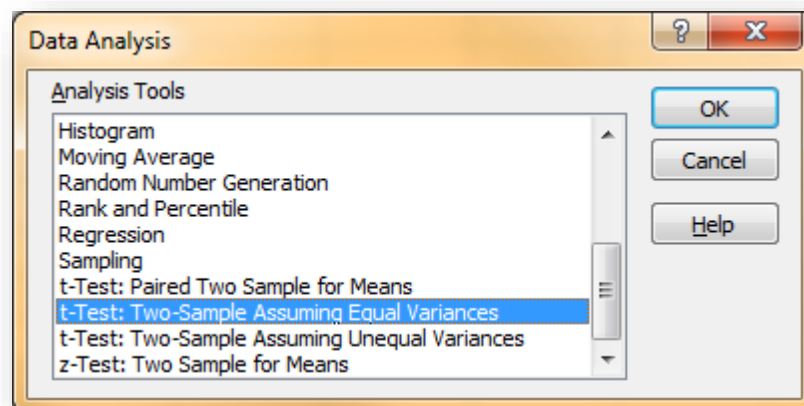 Data Analysis
Analysis Tools
Histogram
Moving Average
Random Number Generation
Rank and Percentile
Regression
Sampling
t-Test: Paired Two Sample for Means
t-Test: Two-Sample Assuming Equal Variances
t-Test: Two-Sample Assuming Unequal Variances
z-Test: Two Sample for Means
OK
Cancel
Help